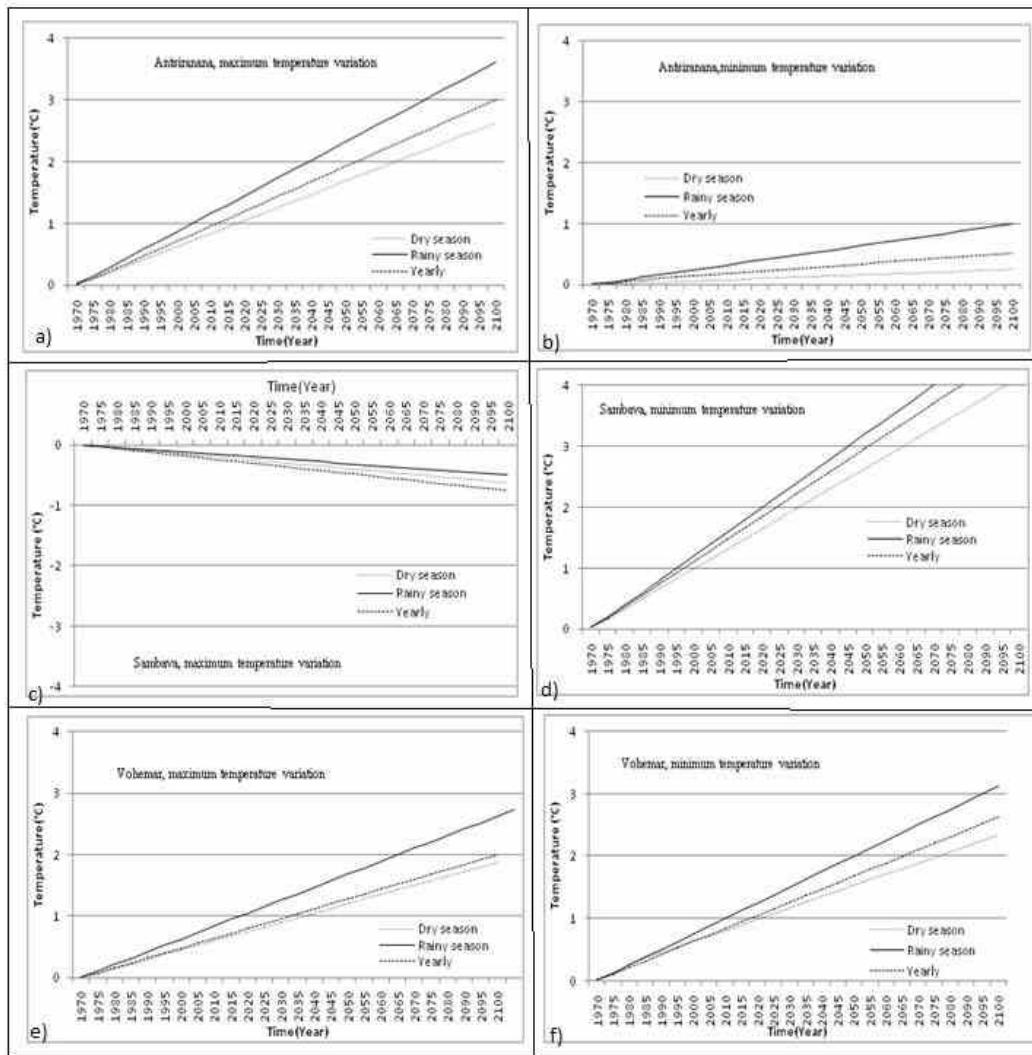 Antsiranana, maximum temperature variation
4
3
2
1
0
Temperature (°C)
Dry season
Rainy season
Yearly
1970 1975 1980 1985 1990 1995 2000 2005 2010 2015 2020 2025 2030 2035 2040 2045 2050 2055 2060 2065 2070 2075 2080 2085 2090 2095 2100
Time(Year)
a)
Antsiranana,minimum temperature variation
4
3
2
1
0
Temperature (°C)
Dry season
Rainy season
Yearly
1970 1975 1980 1985 1990 1995 2000 2005 2010 2015 2020 2025 2030 2035 2040 2045 2050 2055 2060 2065 2070 2075 2080 2085 2090 2095 2100
Time(Year)
b)
Time(Year)
1970 1975 1980 1985 1990 1995 2000 2005 2010 2015 2020 2025 2030 2035 2040 2045 2050 2055 2060 2065 2070 2075 2080 2085 2090 2095 2100
0
-1
-2
-3
-4
Temperature (°C)
Dry season
Rainy season
Yearly
Sambava, maximum temperature variation
c)
Sambava, minimum temperature variation
4
3
2
1
0
Temperature (°C)
Dry season
Rainy season
Yearly
1970 1975 1980 1985 1990 1995 2000 2005 2010 2015 2020 2025 2030 2035 2040 2045 2050 2055 2060 2065 2070 2075 2080 2085 2090 2095 2100
Time(Year)
d)
Vohemar, maximum temperature variation
4
3
2
1
0
Temperature (°C)
Dry season
Rainy season
Yearly
1970 1975 1980 1985 1990 1995 2000 2005 2010 2015 2020 2025 2030 2035 2040 2045 2050 2055 2060 2065 2070 2075 2080 2085 2090 2095 2100
Time(Year)
e)
Vohemar, minimum temperature variation
4
3
2
1
0
Temperature (°C)
Dry season
Rainy season
Yearly
1970 1975 1980 1985 1990 1995 2000 2005 2010 2015 2020 2025 2030 2035 2040 2045 2050 2055 2060 2065 2070 2075 2080 2085 2090 2095 2100
Time(Year)
f)